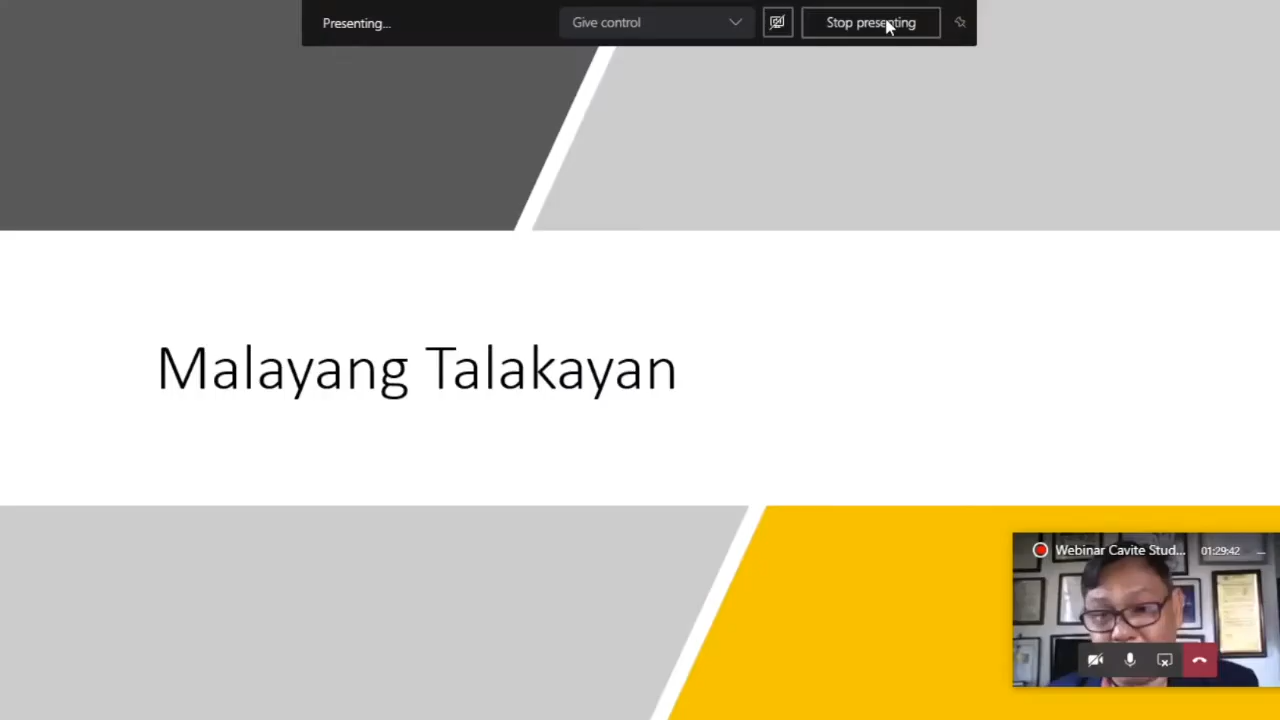 Presenting...
Give control
Stop presenting
Malayang Talakayan
Webinar Cavite Stud...
01:29:42